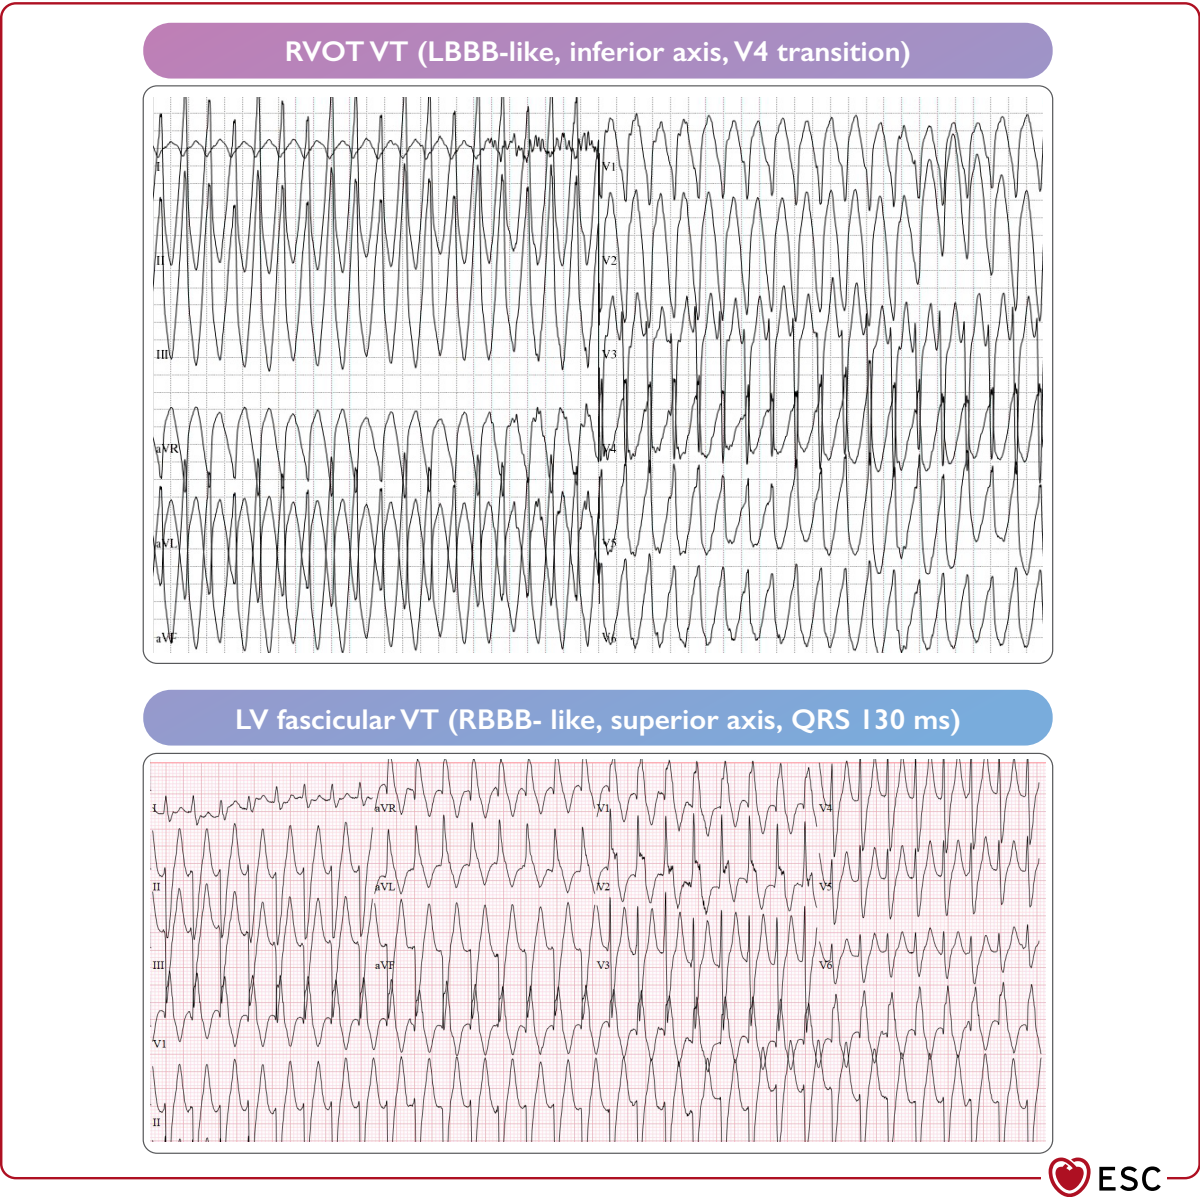 RVOT VT (LBBB-like, inferior axis, V4 transition)
I
II
III
aVR
aVL
aVF
V1
V2
V3
V4
V5
V6
LV fascicular VT (RBBB- like, superior axis, QRS 130 ms)
I
aVR
V1
V4
II
aVL
V2
V5
III
aVF
V3
V6
V1
II
ESC